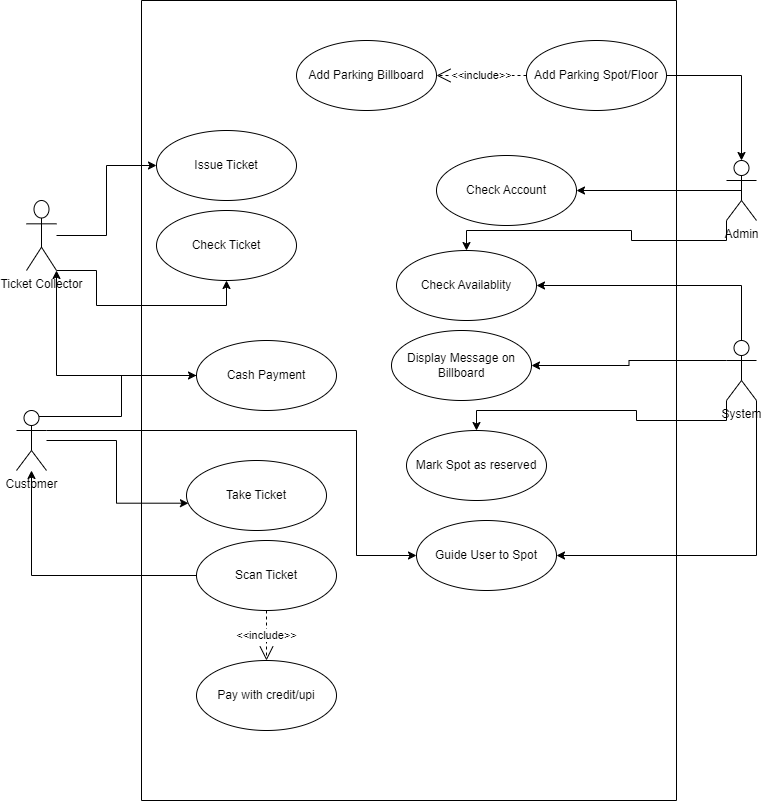 Add Parking Billboard
<<include>>
Add Parking Spot/Floor
Issue Ticket
Check Account
Admin
Check Ticket
Ticket Collector
Check Availablity
Display Message on
Billboard
Cash Payment
System
Mark Spot as reserved
Customer
Take Ticket
Guide User to Spot
Scan Ticket
<<include>>
Pay with credit/upi